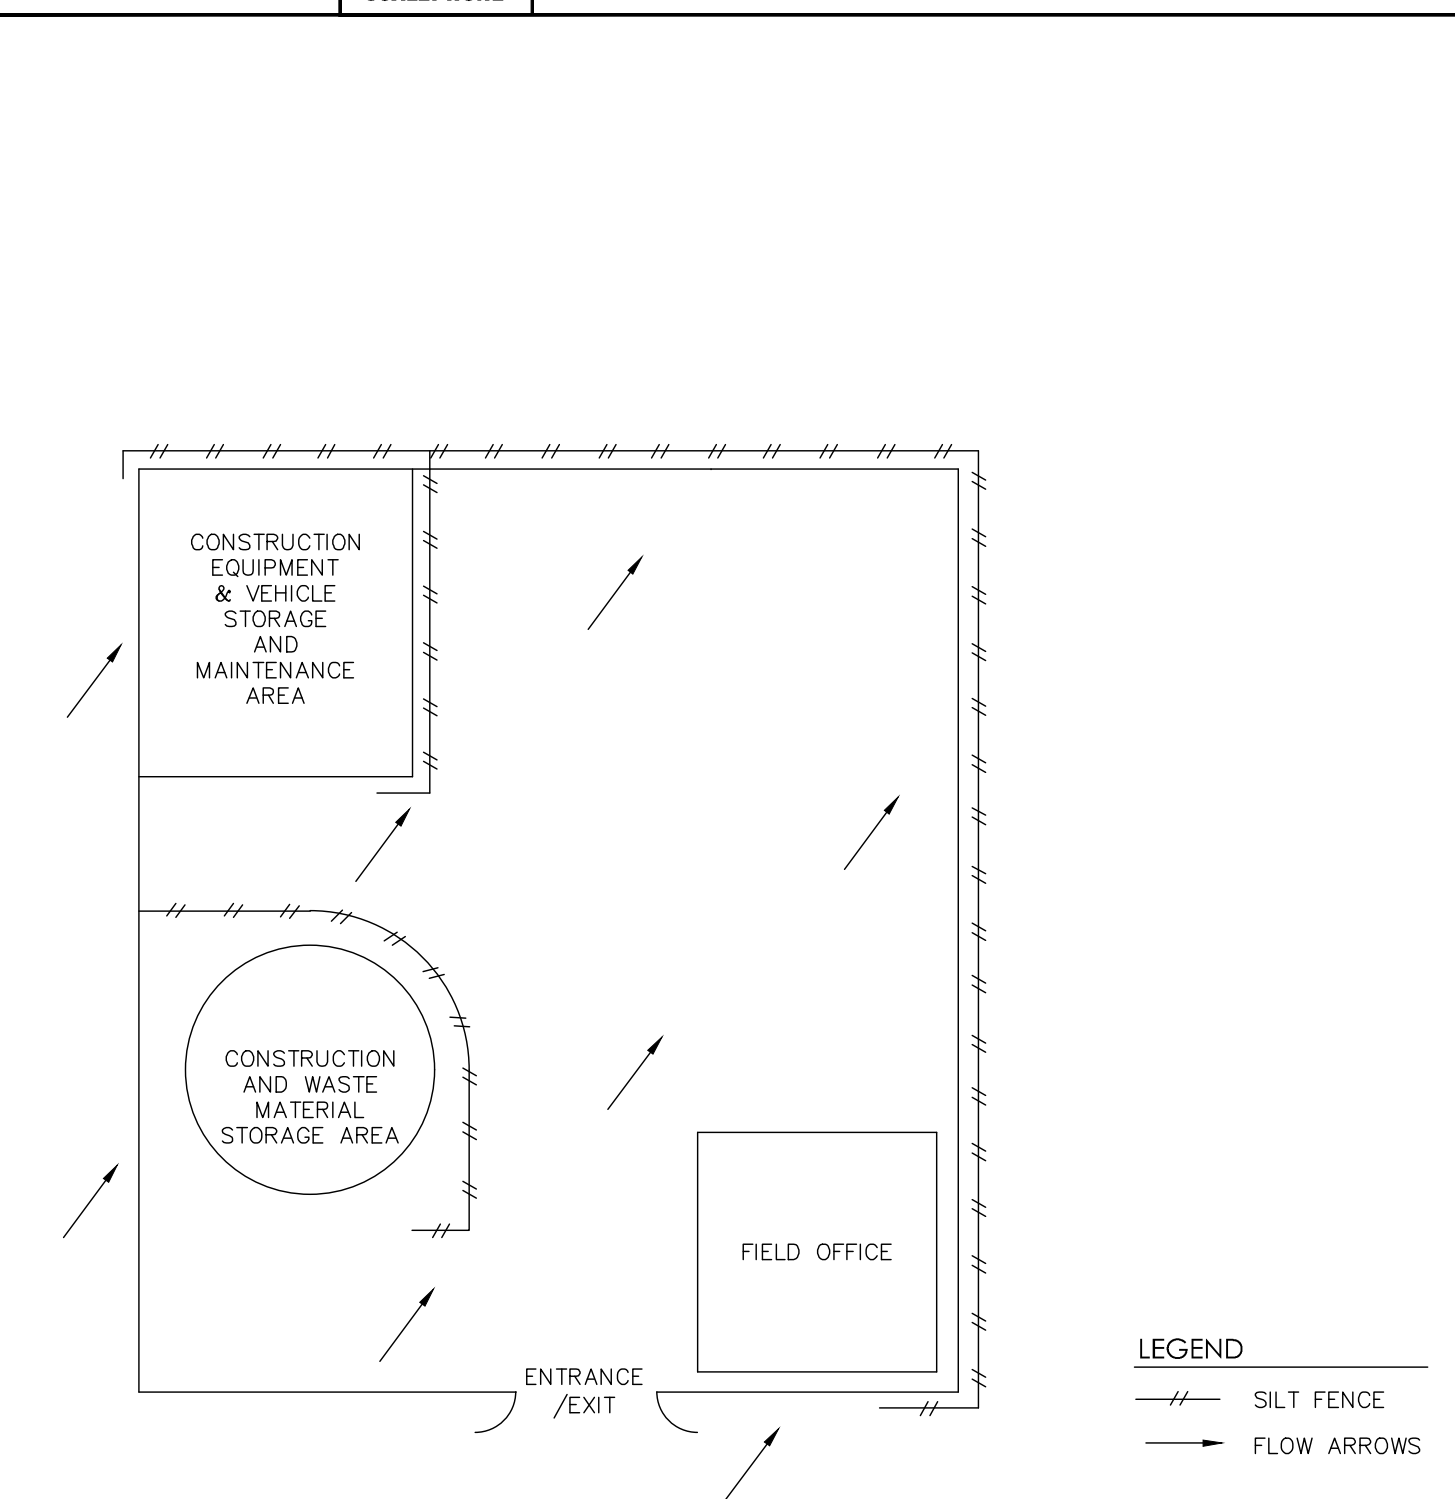 CONSTRUCTION
EQUIPMENT
& VEHICLE
STORAGE
AND
MAINTENANCE
AREA
CONSTRUCTION
AND WASTE
MATERIAL
STORAGE AREA
FIELD OFFICE
ENTRANCE
/EXIT
LEGEND
SILT FENCE
FLOW ARROWS